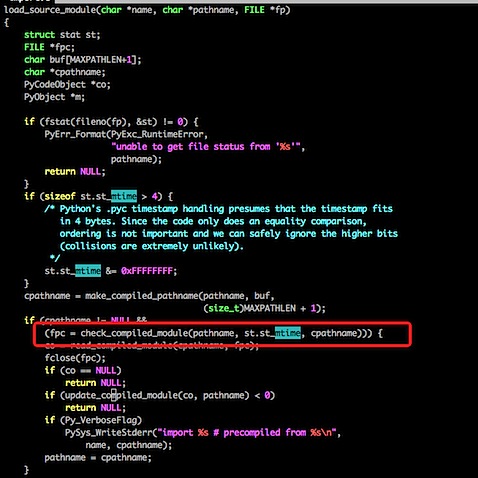 load_source_module(char *name, char *pathname, FILE *fp)
{
    struct stat st;
    FILE *fpc;
    char buf[MAXPATHLEN+1];
    char *cpathname;
    PyCodeObject *co;
    PyObject *m;

    if (fstat(fileno(fp), &st) != 0) {
        PyErr_Format(PyExc_RuntimeError,
                     "unable to get file status from '%s'",
                     pathname);
        return NULL;
    }
    if (sizeof st.st_mtime > 4) {
        /* Python's .pyc timestamp handling presumes that the timestamp fits
           in 4 bytes. Since the code only does an equality comparison,
           ordering is not important and we can safely ignore the higher bits
           (collisions are extremely unlikely).
         */
        st.st_mtime &= 0xFFFFFFFF;
    }
    cpathname = make_compiled_pathname(pathname, buf,
                                       (size_t)MAXPATHLEN + 1);
    if (cpathname != NULL &&
        (fpc = check_compiled_module(pathname, st.st_mtime, cpathname))) {
        co = read_compiled_module(cpathname, fpc);
        fclose(fpc);
        if (co == NULL)
            return NULL;
        if (update_compiled_module(co, pathname) < 0)
            return NULL;
        if (Py_VerboseFlag)
            PySys_WriteStderr("import %s # precompiled from %s\n",
                name, cpathname);
        pathname = cpathname;
    }